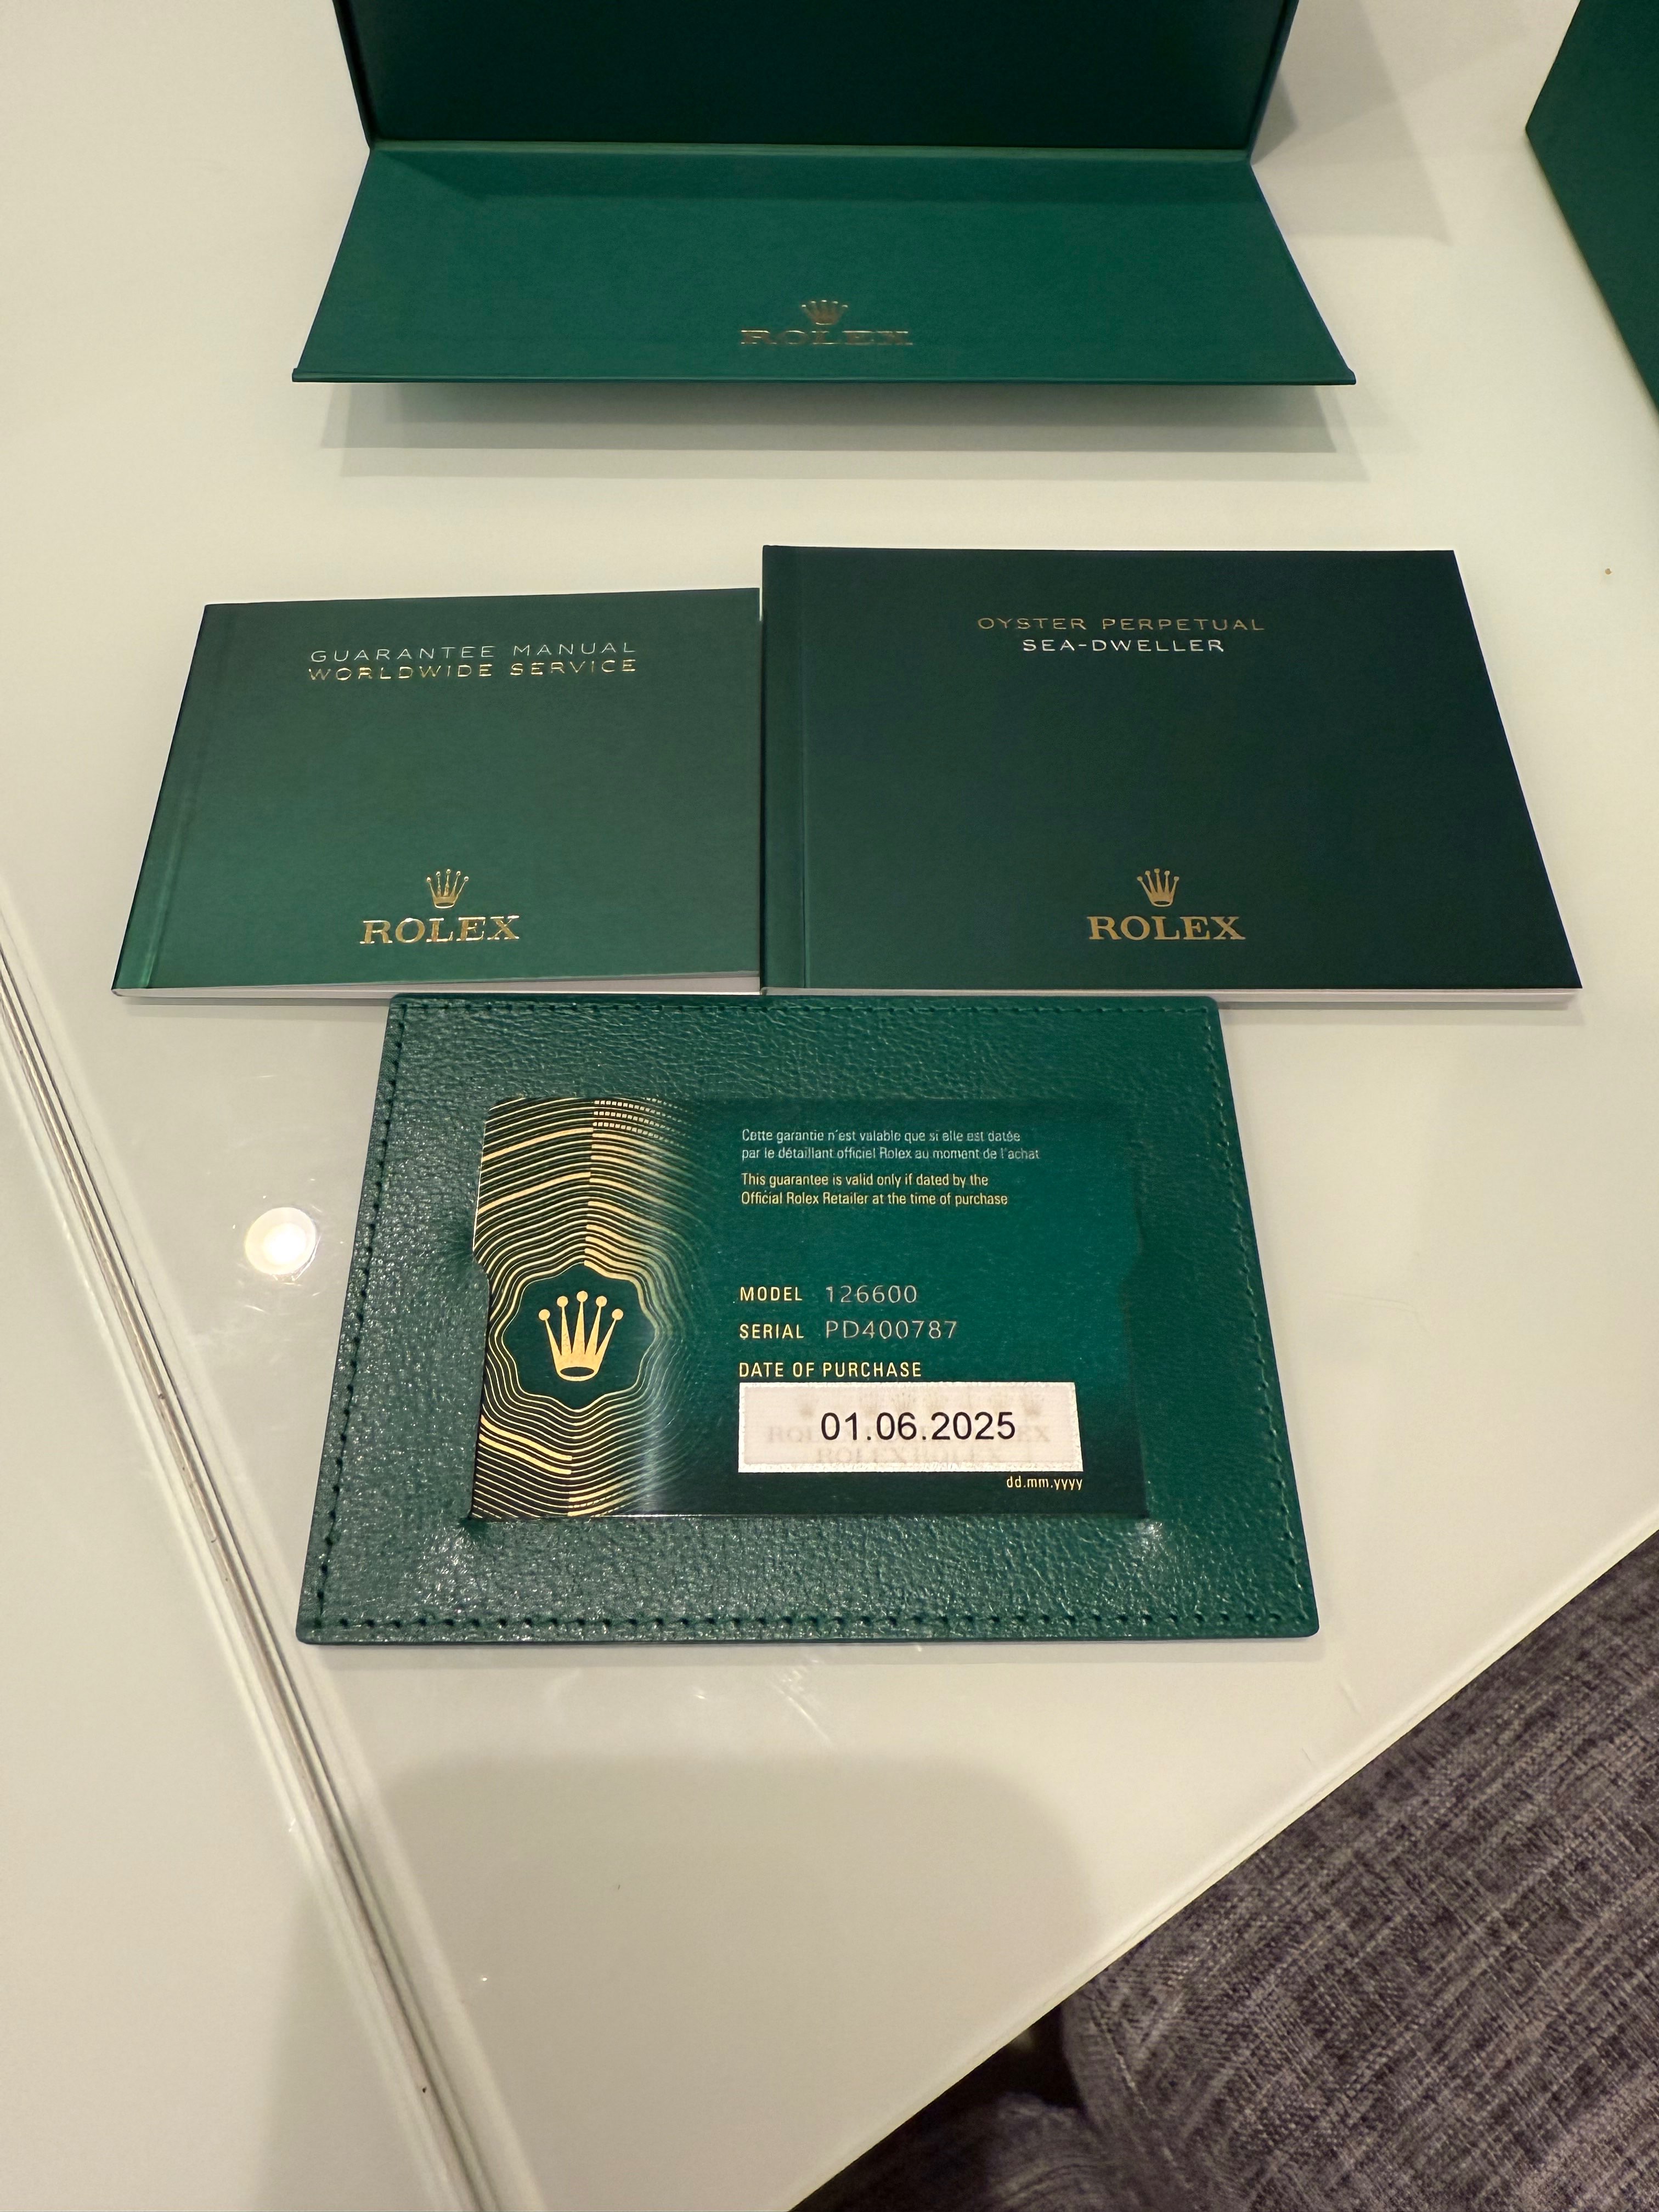 ROLEX
GUARANTEE MANUAL
WORLDWIDE SERVICE
ROLEX
OYSTER PERPETUAL
SEA-DWELLER
ROLEX
Cette garantie n'est valable que si elle est datée
par le détaillant officiel Rolex au moment de l'achat
This guarantee is valid only if dated by the
Official Rolex Retailer at the time of purchase
MODEL 126600
SERIAL PD400787
DATE OF PURCHASE
01.06.2025
dd.mm.yyyy